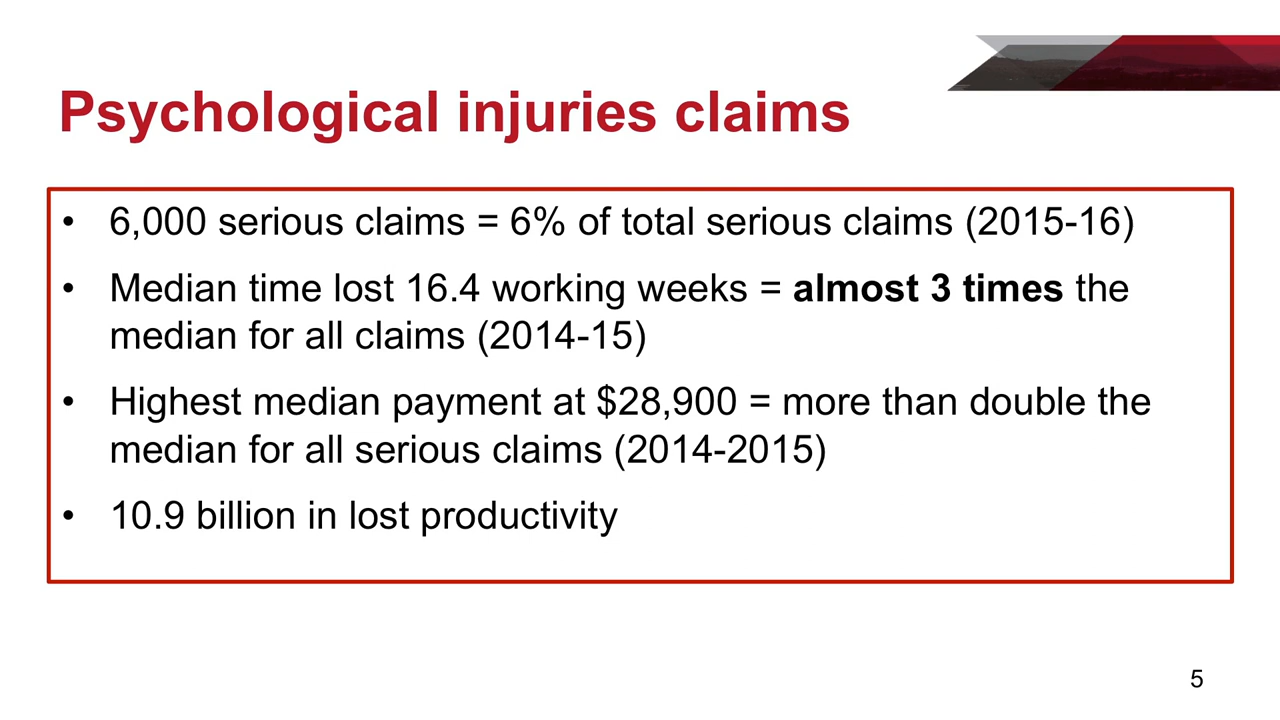 Psychological injuries claims
• 6,000 serious claims = 6% of total serious claims (2015-16)
• Median time lost 16.4 working weeks = almost 3 times the
median for all claims (2014-15)
• Highest median payment at $28,900 = more than double the
median for all serious claims (2014-2015)
• 10.9 billion in lost productivity
5